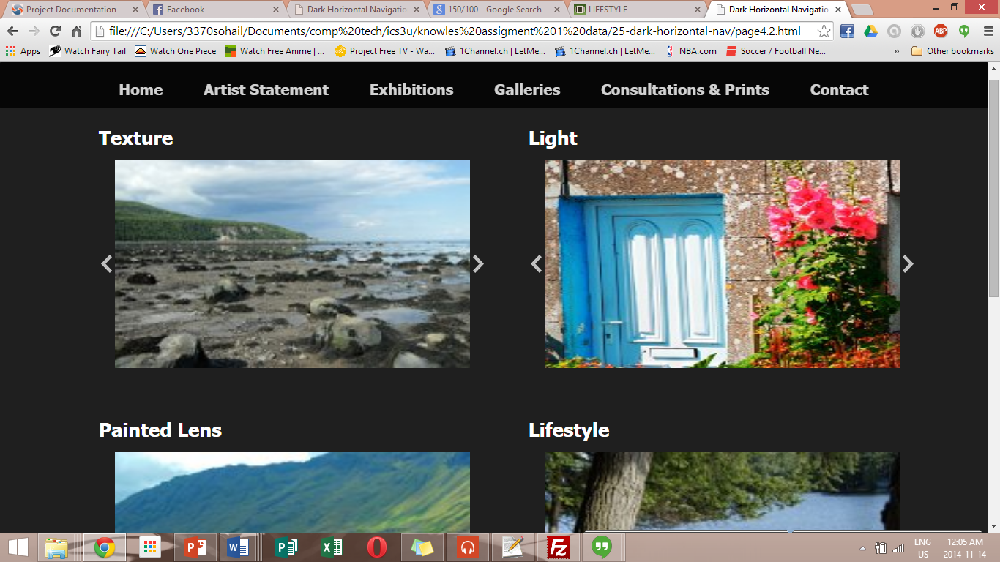 Project Documentation
Facebook
Dark Horizontal Navigatio
150/100 - Google Search
LIFESTYLE
Dark Horizontal Navigatio
file:///C:/Users/3370sohail/Documents/comp%20tech/ics3u/knowles%20assigment%201%20data/25-dark-horizontal-nav/page4.2.html
ABP
Apps
Watch Fairy Tail
Watch One Piece
Watch Free Anime | ...
Project Free TV - Wa...
1Channel.ch | LetMe...
1Channel.ch | LetMe...
NBA.com
Soccer / Football Ne...
»
Other bookmarks
Home
Artist Statement
Exhibitions
Galleries
Consultations & Prints
Contact
Texture
Light
Painted Lens
Lifestyle
ENG
US
12:05 AM
2014-11-14